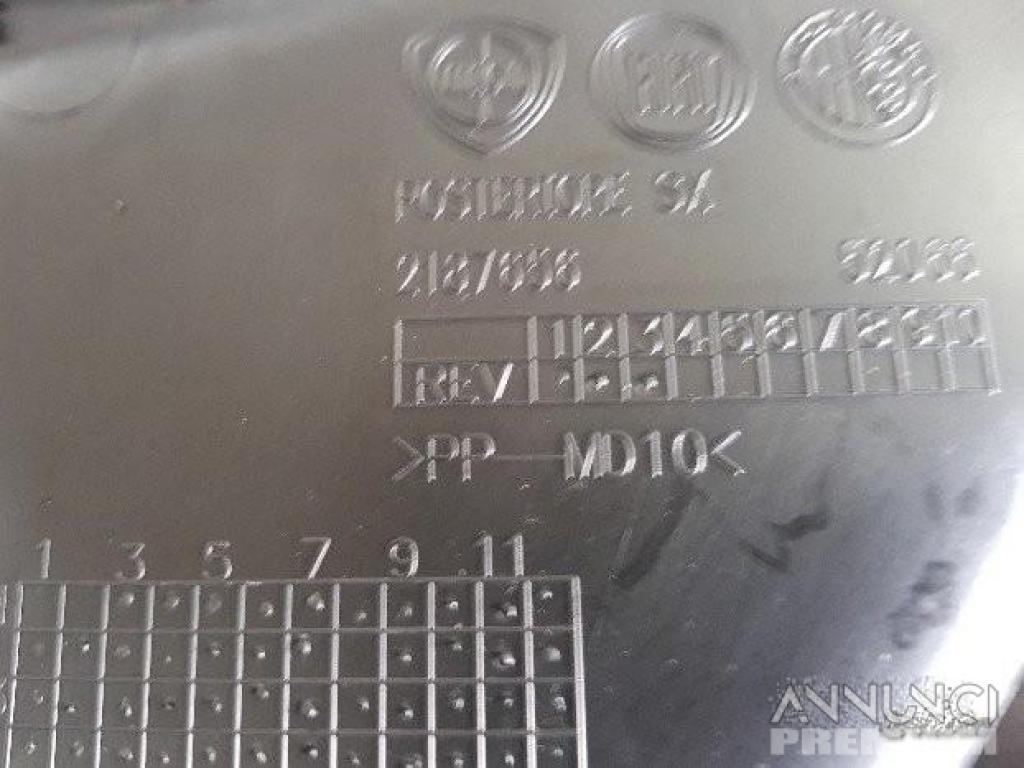 FIAT
POSTERIORE SX
2187656
1 2 3 4 5 6 7 8 9 10
REV
>PP—MD10<
1 3 5 7 9 11
ANNUNCI